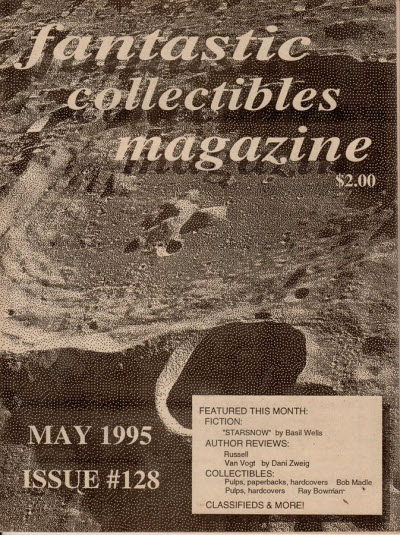 fantastic
collectibles
magazine
$2.00
MAY 1995
ISSUE #128
FEATURED THIS MONTH:
FICTION:
"STARSNOW" by Basil Wells
AUTHOR REVIEWS:
Russell
Van Vogt by Dani Zweig
COLLECTIBLES:
Pulps, paperbacks, hardcovers Bob Madle
Pulps, hardcovers Ray Bowman
CLASSIFIEDS & MORE!